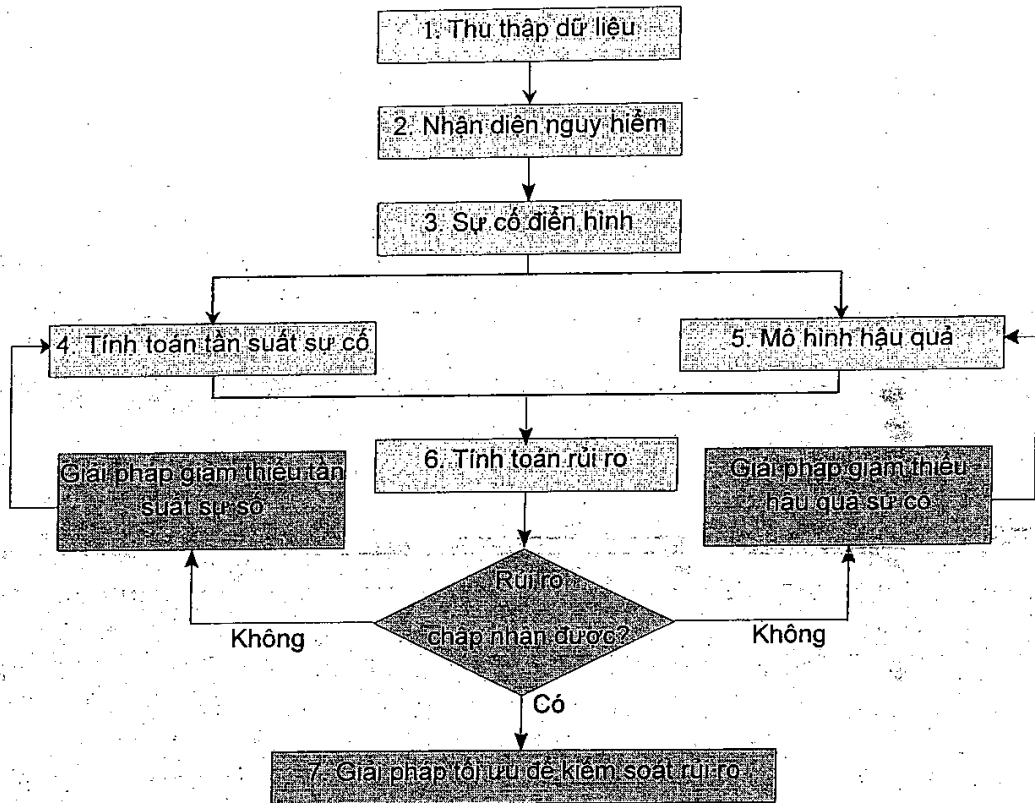 1. Thu thập dữ liệu
2. Nhận diện nguy hiểm
3. Sự cố điển hình
4. Tính toán tần suất sự cố
5. Mô hình hậu quả
6. Tính toán rủi ro
Giải pháp giảm thiểu tần
suất sự số
Giải pháp giảm thiểu
hậu quả sự cố
Rủi ro
chấp nhận được?
Không
Không
Có
7. Giải pháp tối ưu để kiểm soát rủi ro